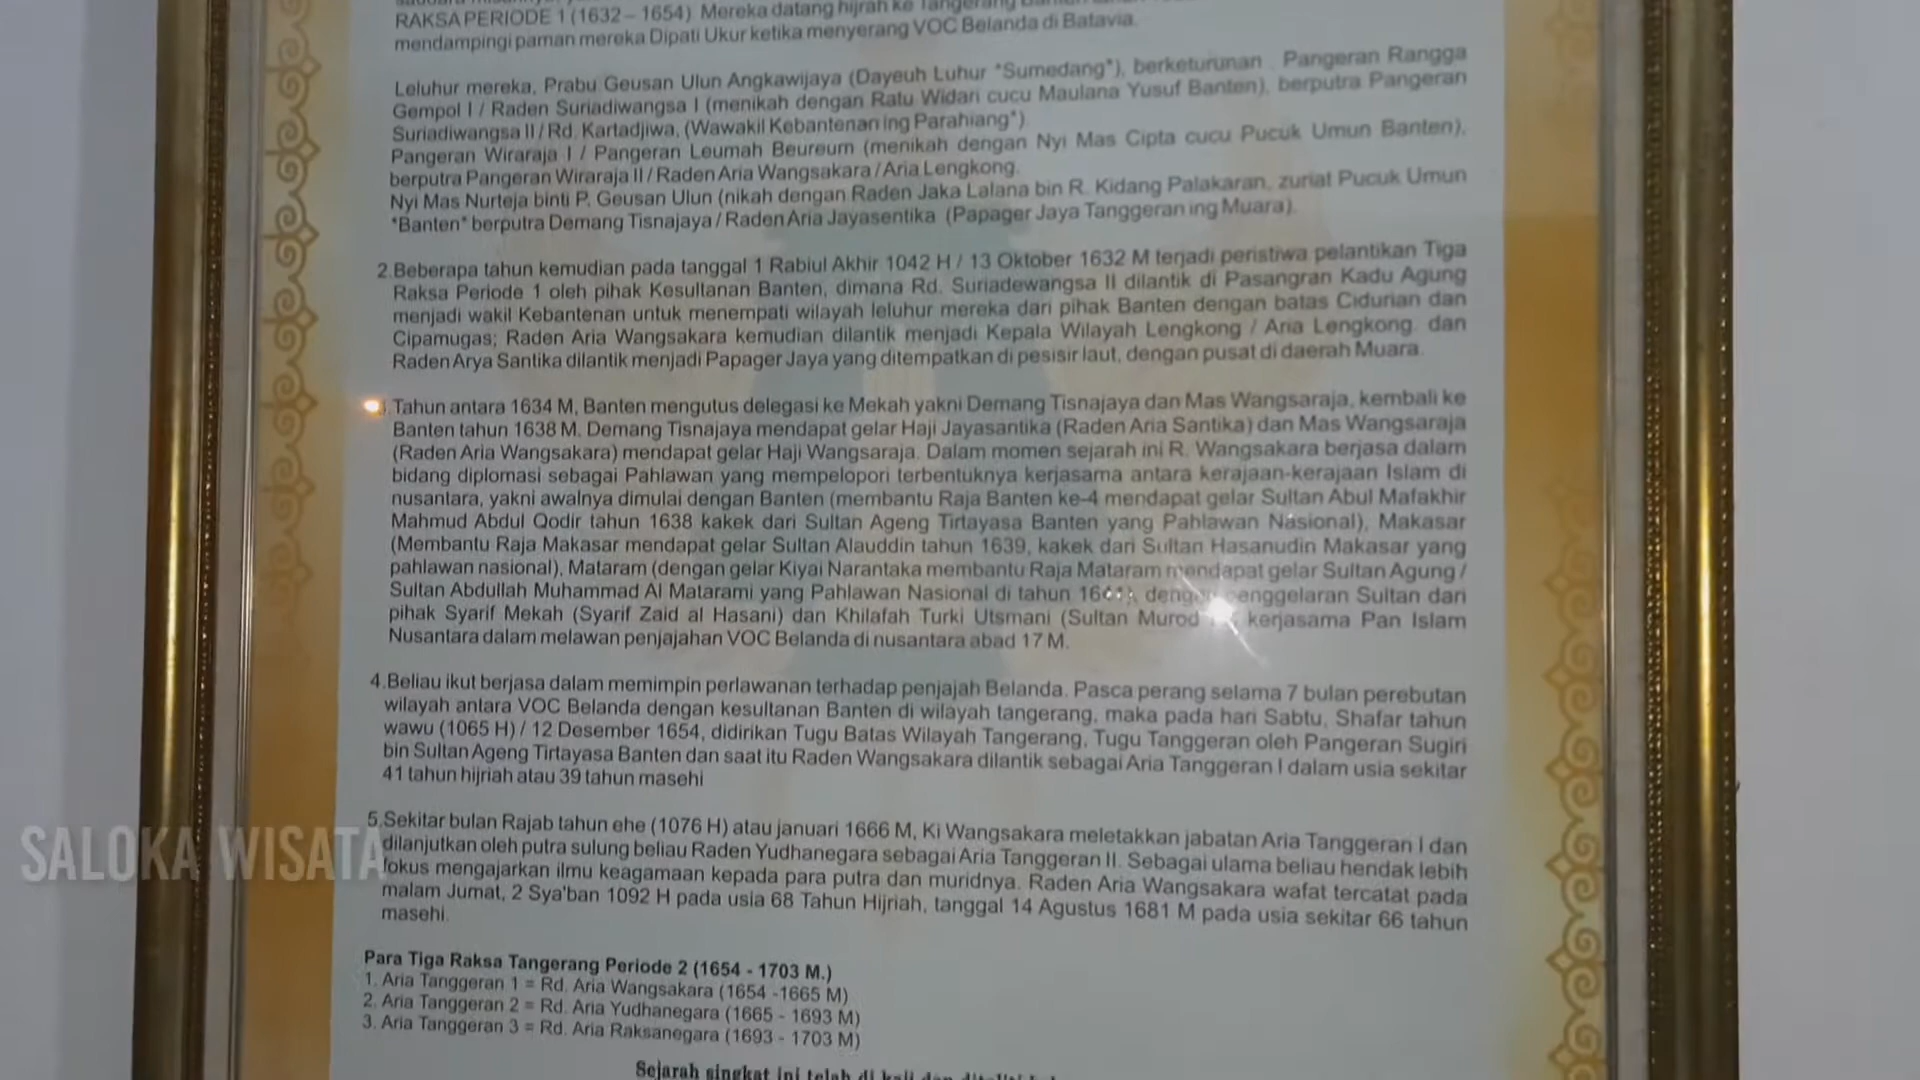 RAKSA PERIODE 1 (1632 – 1654). Mereka datang hijrah ke Tangerang Banten
mendampingi paman mereka Dipati Ukur ketika menyerang VOC Belanda di Batavia.
Leluhur mereka, Prabu Geusan Ulun Angkawijaya (Dayeuh Luhur *Sumedang*), berketurunan . Pangeran Rangga
Gempol I / Raden Suriadiwangsa I (menikah dengan Ratu Widari cucu Maulana Yusuf Banten), berputra Pangeran
Suriadiwangsa II / Rd. Kartadjiwa, (Wawakil Kebantenan ing Parahiang*)
Pangeran Wiraraja I / Pangeran Leumah Beureum (menikah dengan Nyi Mas Cipta cucu Pucuk Umun Banten),
berputra Pangeran Wiraraja II / Raden Aria Wangsakara / Aria Lengkong.
Nyi Mas Nurteja binti P. Geusan Ulun (nikah dengan Raden Jaka Lalana bin R. Kidang Palakaran, zuriat Pucuk Umun
*Banten* berputra Demang Tisnajaya / Raden Aria Jayasentika (Papager Jaya Tanggeran ing Muara).
2.Beberapa tahun kemudian pada tanggal 1 Rabiul Akhir 1042 H / 13 Oktober 1632 M terjadi peristiwa pelantikan Tiga
Raksa Periode 1 oleh pihak Kesultanan Banten, dimana Rd. Suriadewangsa II dilantik di Pasangran Kadu Agung
menjadi wakil Kebantenan untuk menempati wilayah leluhur mereka dari pihak Banten dengan batas Cidurian dan
Cipamugas; Raden Aria Wangsakara kemudian dilantik menjadi Kepala Wilayah Lengkong / Aria Lengkong. dan
Raden Arya Santika dilantik menjadi Papager Jaya yang ditempatkan di pesisir laut, dengan pusat di daerah Muara.
Tahun antara 1634 M, Banten mengutus delegasi ke Mekah yakni Demang Tisnajaya dan Mas Wangsaraja, kembali ke
Banten tahun 1638 M. Demang Tisnajaya mendapat gelar Haji Jayasantika (Raden Aria Santika) dan Mas Wangsaraja
(Raden Aria Wangsakara) mendapat gelar Haji Wangsaraja. Dalam momen sejarah ini R. Wangsakara berjasa dalam
bidang diplomasi sebagai Pahlawan yang mempelopori terbentuknya kerjasama antara kerajaan-kerajaan Islam di
nusantara, yakni awalnya dimulai dengan Banten (membantu Raja Banten ke-4 mendapat gelar Sultan Abul Mafakhir
Mahmud Abdul Qodir tahun 1638 kakek dari Sultan Ageng Tirtayasa Banten yang Pahlawan Nasional), Makasar
(Membantu Raja Makasar mendapat gelar Sultan Alauddin tahun 1639, kakek dari Sultan Hasanudin Makasar yang
pahlawan nasional), Mataram (dengan gelar Kiyai Narantaka membantu Raja Mataram mendapat gelar Sultan Agung /
Sultan Abdullah Muhammad Al Matarami yang Pahlawan Nasional di tahun penggelaran Sultan dari
pihak Syarif Mekah (Syarif Zaid al Hasani) dan Khilafah Turki Utsmani (Sultan Murod kerjasama Pan Islam
Nusantara dalam melawan penjajahan VOC Belanda di nusantara abad 17 M.
4.Beliau ikut berjasa dalam memimpin perlawanan terhadap penjajah Belanda. Pasca perang selama 7 bulan perebutan
wilayah antara VOC Belanda dengan kesultanan Banten di wilayah tangerang, maka pada hari Sabtu, Shafar tahun
wawu (1065 H) / 12 Desember 1654, didirikan Tugu Batas Wilayah Tangerang, Tugu Tanggeran oleh Pangeran Sugiri
bin Sultan Ageng Tirtayasa Banten dan saat itu Raden Wangsakara dilantik sebagai Aria Tanggeran I dalam usia sekitar
41 tahun hijriah atau 39 tahun masehi
5.Sekitar bulan Rajab tahun ehe (1076 H) atau januari 1666 M, Ki Wangsakara meletakkan jabatan Aria Tanggeran I dan
dilanjutkan oleh putra sulung beliau Raden Yudhanegara sebagai Aria Tanggeran II. Sebagai ulama beliau hendak lebih
fokus mengajarkan ilmu keagamaan kepada para putra dan muridnya. Raden Aria Wangsakara wafat tercatat pada
malam Jumat, 2 Sya'ban 1092 H pada usia 68 Tahun Hijriah, tanggal 14 Agustus 1681 M pada usia sekitar 66 tahun
masehi.
SALOKA WISATA
Para Tiga Raksa Tangerang Periode 2 (1654 - 1703 M.)
1. Aria Tanggeran 1 = Rd. Aria Wangsakara (1654 -1665 M)
2. Aria Tanggeran 2 = Rd. Aria Yudhanegara (1665 - 1693 M)
3. Aria Tanggeran 3 = Rd. Aria Raksanegara (1693 - 1703 M)
Sejarah singkat ini telah di kaji dan